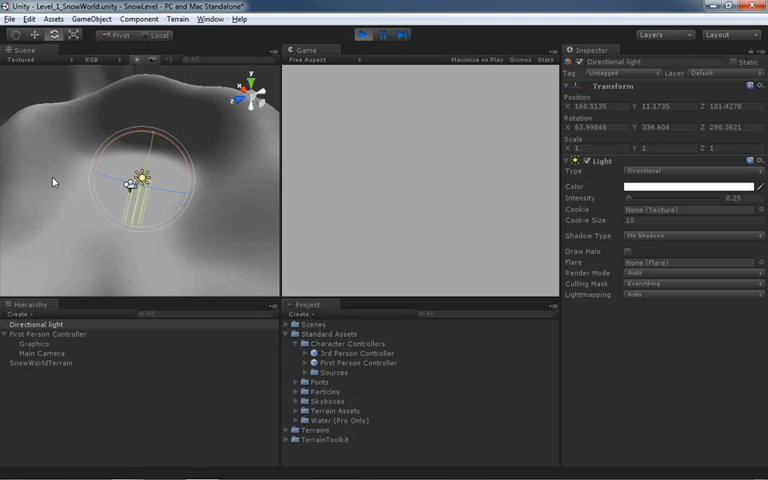 Unity - Level_1_SnowWorld.unity - SnowLevel - PC and Mac Standalone*
File Edit Assets GameObject Component Terrain Window Help
Pivot Local Layers Layout
Scene Game Inspector
Textured RGB All
Free Aspect Maximize on Play Gizmos Stats
y
x
z
Directional light Static
Tag Untagged Layer Default
Transform
Position
X 168.5135 Y 11.1735 Z 101.4278
Rotation
X 63.99848 Y 334.604 Z 298.3621
Scale
X 1 Y 1 Z 1
Light
Type Directional
Color
Intensity 0.25
Cookie None (Texture)
Cookie Size 10
Shadow Type No Shadows
Draw Halo
Flare None (Flare)
Render Mode Auto
Culling Mask Everything
Lightmapping Auto
Hierarchy
Create All
Directional light
First Person Controller
Graphics
Main Camera
SnowWorldTerrain
Project
Create All
Scenes
Standard Assets
Character Controllers
3rd Person Controller
First Person Controller
Sources
Fonts
Particles
Skyboxes
Terrain Assets
Water (Pro Only)
Terrains
TerrainToolkit